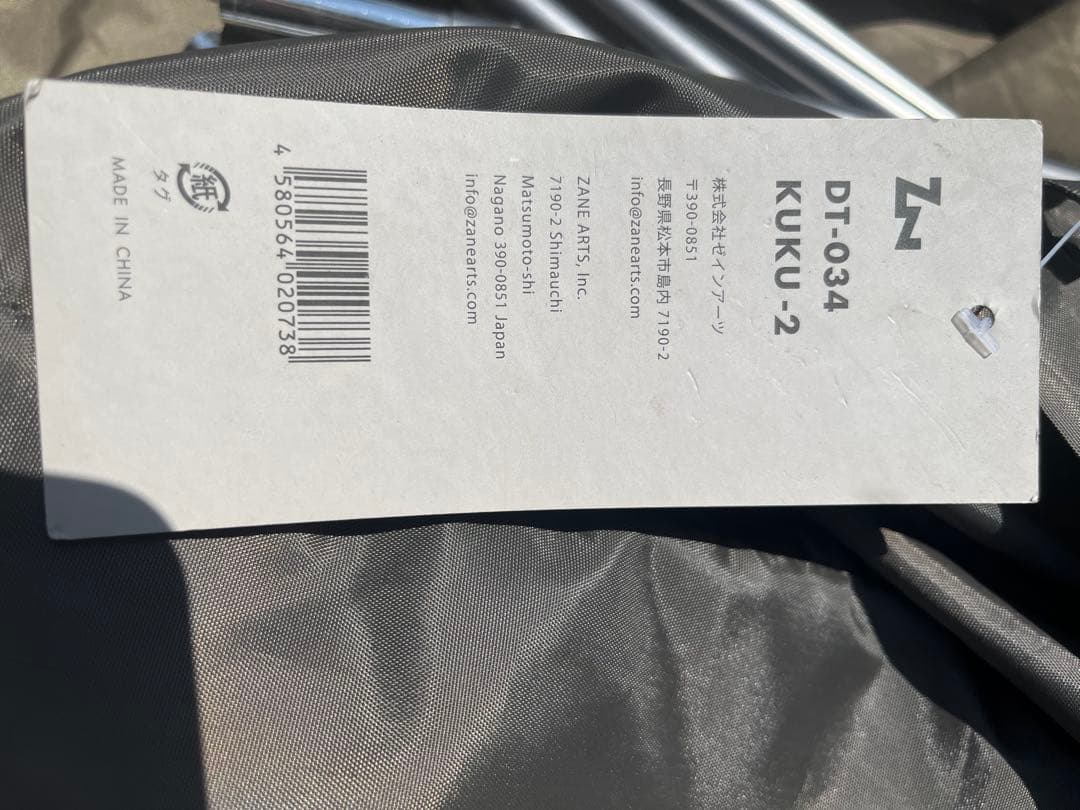 ZN
DT-034
KUKU -2
株式会社ゼインアーツ
〒390-0851
長野県松本市島内 7190-2
info@zanearts.com
ZANE ARTS, Inc.
7190-2 Shimauchi
Matsumoto-shi
Nagano 390-0851 Japan
info@zanearts.com
4 580564 020738
紙
タグ
MADE IN CHINA